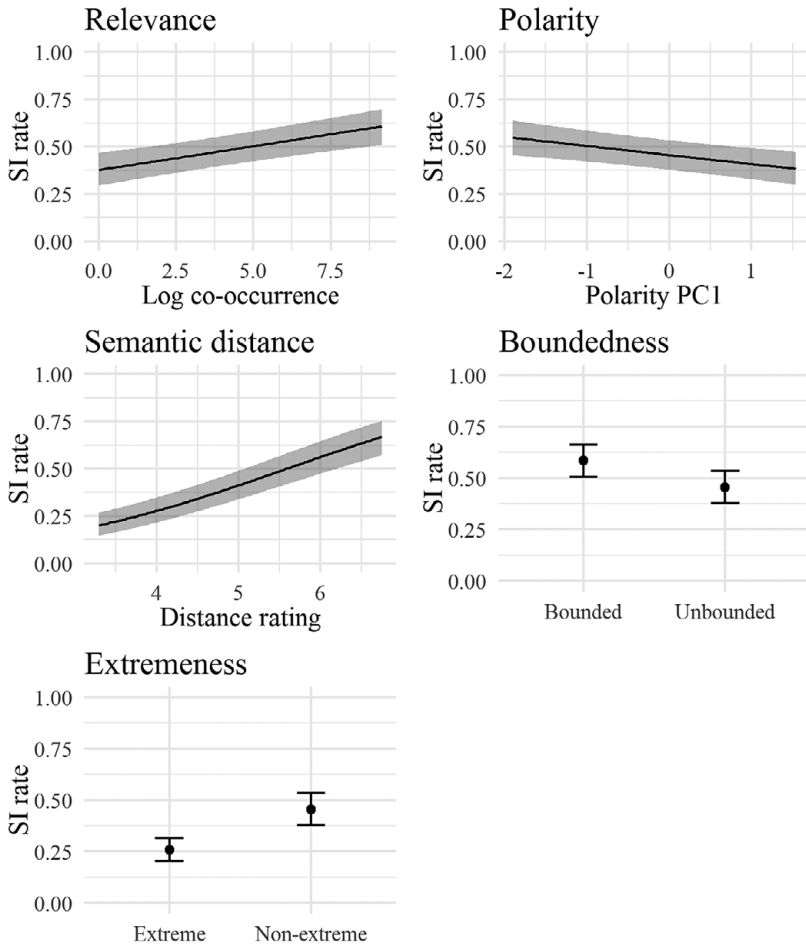 Relevance
1.00
0.75
0.50
0.25
0.00
SI rate
0.0 2.5 5.0 7.5
Log co-occurrence
Polarity
1.00
0.75
0.50
0.25
0.00
SI rate
-2 -1 0 1
Polarity PC1
Semantic distance
1.00
0.75
0.50
0.25
0.00
SI rate
4 5 6
Distance rating
Boundedness
1.00
0.75
0.50
0.25
0.00
SI rate
Bounded Unbounded
Extremeness
1.00
0.75
0.50
0.25
0.00
SI rate
Extreme Non-extreme